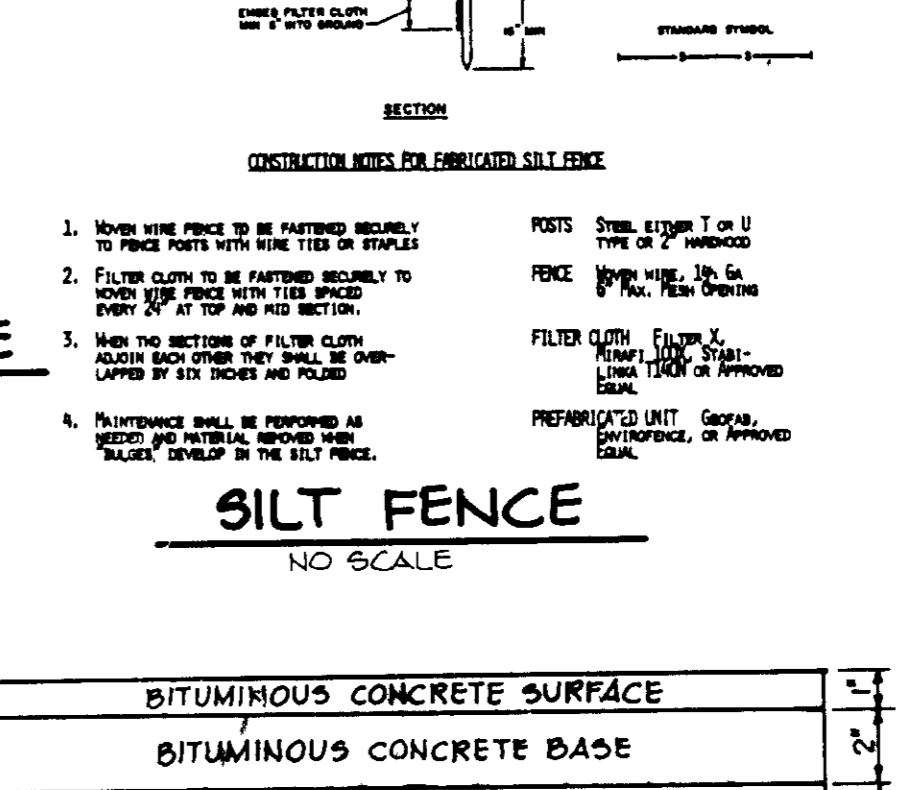 EMBED FILTER CLOTH
MIN 8" INTO GROUND
16" MIN
STANDARD SYMBOL
S S
SECTION
CONSTRUCTION NOTES FOR FABRICATED SILT FENCE
1. WOVEN WIRE FENCE TO BE FASTENED SECURELY
TO FENCE POSTS WITH WIRE TIES OR STAPLES
2. FILTER CLOTH TO BE FASTENED SECURELY TO
WOVEN WIRE FENCE WITH TIES SPACED
EVERY 24" AT TOP AND MID SECTION.
3. WHEN TWO SECTIONS OF FILTER CLOTH
ADJOIN EACH OTHER THEY SHALL BE OVER-
LAPPED BY SIX INCHES AND FOLDED
4. MAINTENANCE SHALL BE PERFORMED AS
NEEDED AND MATERIAL REMOVED WHEN
"BULGES" DEVELOP IN THE SILT FENCE.
POSTS STEEL EITHER T OR U
TYPE OR 2" HARDWOOD
FENCE WOVEN WIRE, 14½ GA
6" MAX. MESH OPENING
FILTER CLOTH FILTER X,
MIRAFI 100X, STABI-
LINKA T140N OR APPROVED
EQUAL
PREFABRICATED UNIT GEOFAB,
ENVIROFENCE, OR APPROVED
EQUAL
SILT FENCE
NO SCALE
BITUMINOUS CONCRETE SURFACE
1"
BITUMINOUS CONCRETE BASE
2"